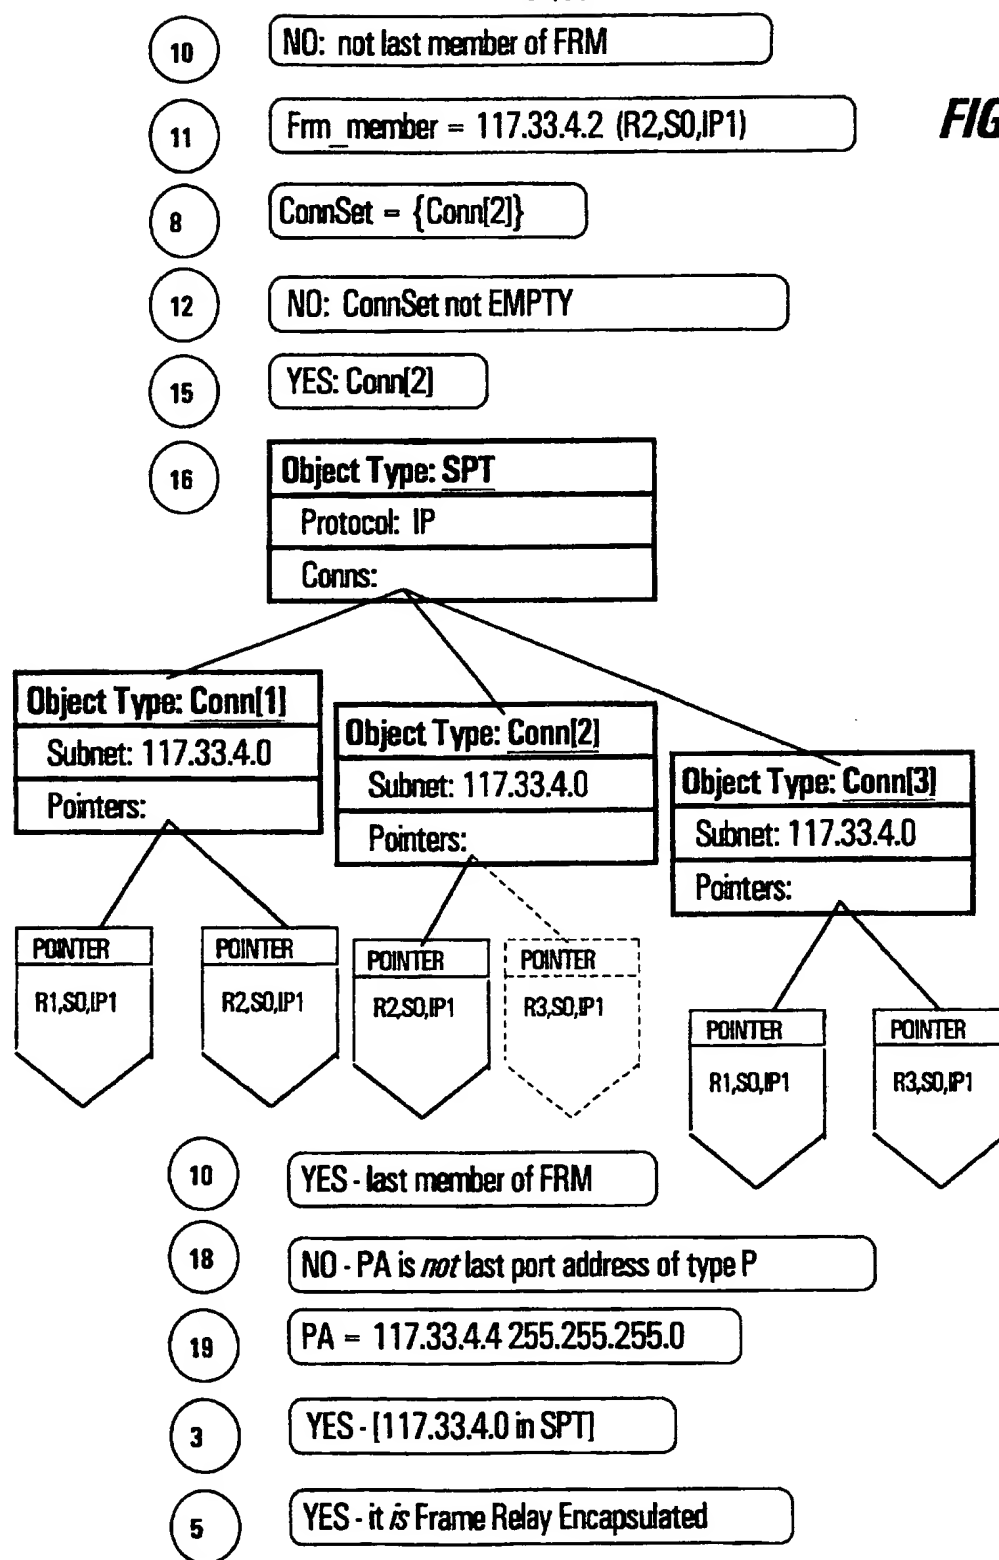 10
NO: not last member of FRM
FIG
11
Frm_member = 117.33.4.2 (R2,S0,IP1)
8
ConnSet = {Conn[2]}
12
NO: ConnSet not EMPTY
15
YES: Conn[2]
16
Object Type: SPT
Protocol: IP
Conns:
Object Type: Conn[1]
Subnet: 117.33.4.0
Pointers:
Object Type: Conn[2]
Subnet: 117.33.4.0
Pointers:
Object Type: Conn[3]
Subnet: 117.33.4.0
Pointers:
POINTER
R1,S0,IP1
POINTER
R2,S0,IP1
POINTER
R2,S0,IP1
POINTER
R3,S0,IP1
POINTER
R1,S0,IP1
POINTER
R3,S0,IP1
10
YES - last member of FRM
18
NO - PA is not last port address of type P
19
PA = 117.33.4.4 255.255.255.0
3
YES - [117.33.4.0 in SPT]
5
YES - it is Frame Relay Encapsulated